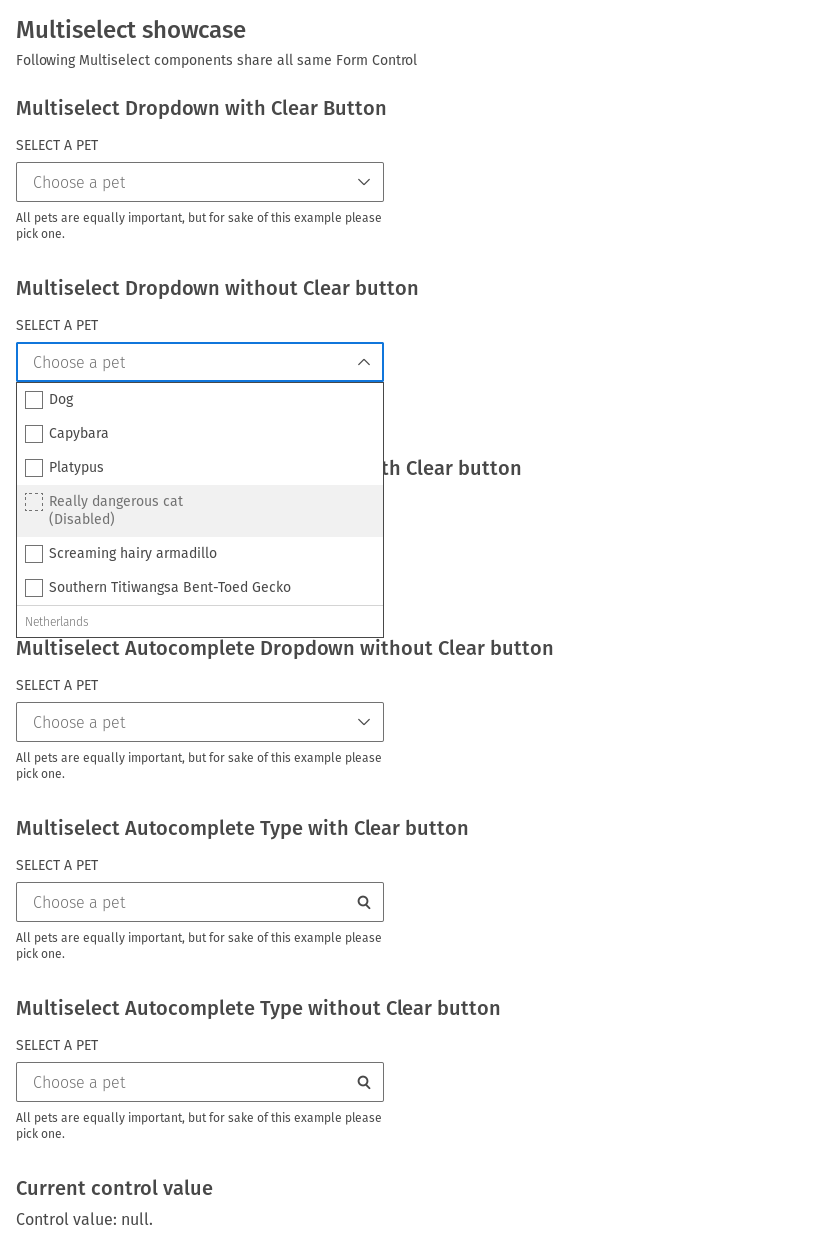 Multiselect showcase
Following Multiselect components share all same Form Control
Multiselect Dropdown with Clear Button
SELECT A PET
Choose a pet
All pets are equally important, but for sake of this example please
pick one.
Multiselect Dropdown without Clear button
SELECT A PET
Choose a pet
Dog
Capybara
Platypus
th Clear button
Really dangerous cat
(Disabled)
Screaming hairy armadillo
Southern Titiwangsa Bent-Toed Gecko
Netherlands
Multiselect Autocomplete Dropdown without Clear button
SELECT A PET
Choose a pet
All pets are equally important, but for sake of this example please
pick one.
Multiselect Autocomplete Type with Clear button
SELECT A PET
Choose a pet
All pets are equally important, but for sake of this example please
pick one.
Multiselect Autocomplete Type without Clear button
SELECT A PET
Choose a pet
All pets are equally important, but for sake of this example please
pick one.
Current control value
Control value: null.